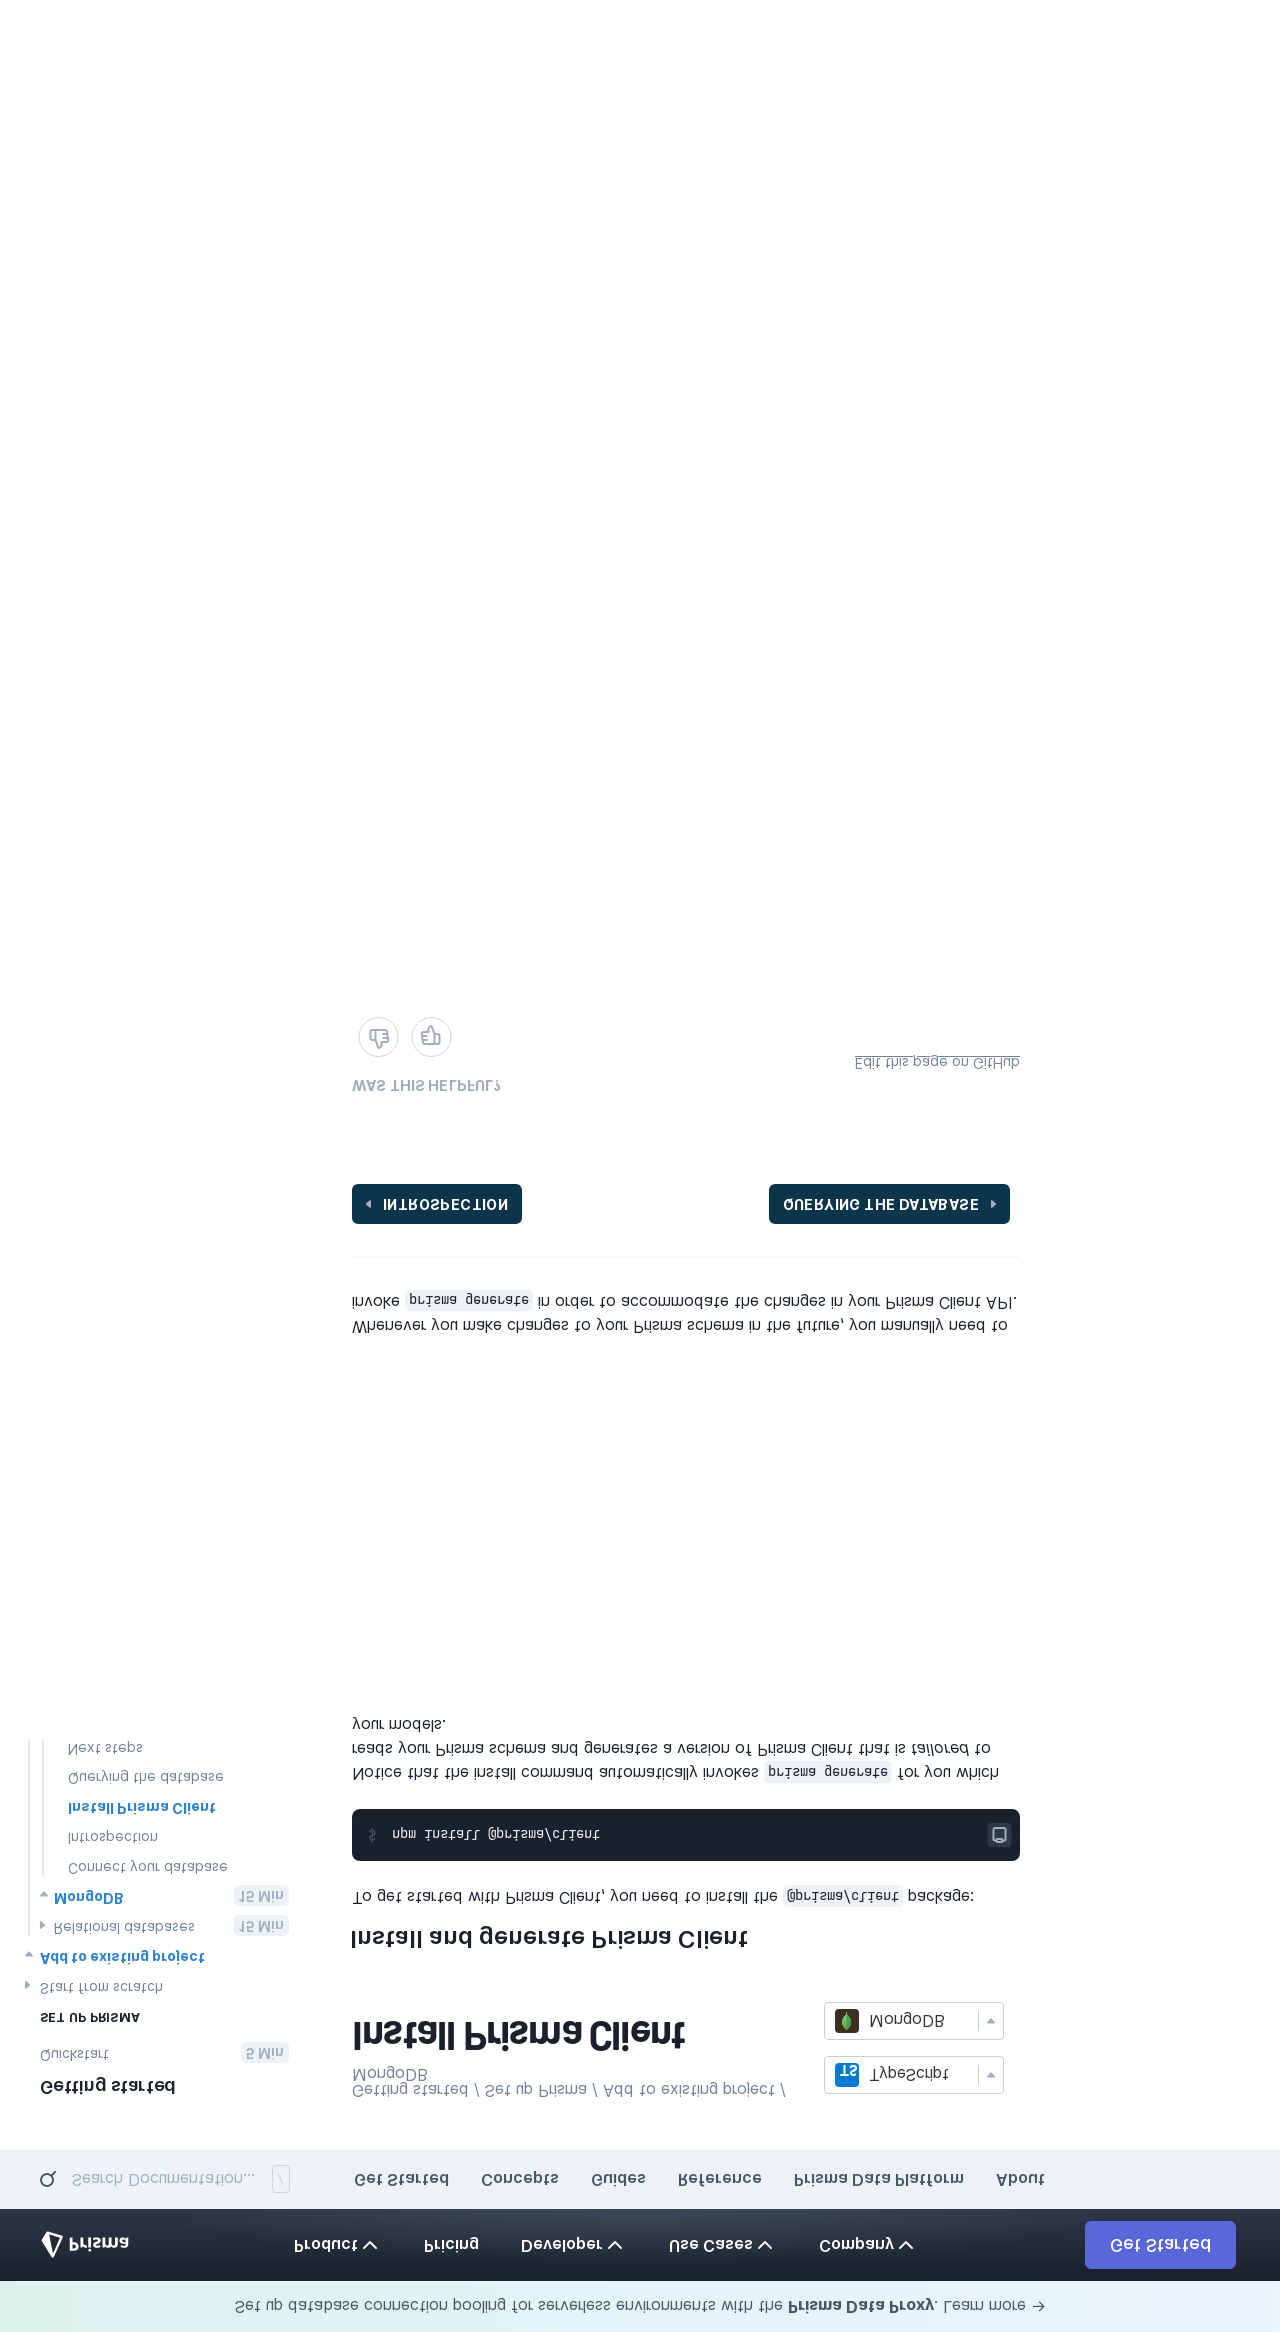 Set up database connection pooling for serverless environments with the Prisma Data Proxy. Learn more →
Prisma
Product
Pricing
Developer
Use Cases
Company
Get Started
Search Documentation...
/
Get Started
Concepts
Guides
Reference
Prisma Data Platform
About
Getting started
Quickstart
5 Min
SET UP PRISMA
Start from scratch
Add to existing project
Relational databases
15 Min
MongoDB
15 Min
Connect your database
Introspection
Install Prisma Client
Querying the database
Next steps
Getting started / Set up Prisma / Add to existing project /
MongoDB
Install Prisma Client
TS TypeScript
MongoDB
Install and generate Prisma Client
To get started with Prisma Client, you need to install the @prisma/client package:
$ npm install @prisma/client
Notice that the install command automatically invokes prisma generate for you which
reads your Prisma schema and generates a version of Prisma Client that is tailored to
your models.
Whenever you make changes to your Prisma schema in the future, you manually need to
invoke prisma generate in order to accommodate the changes in your Prisma Client API.
INTROSPECTION
QUERYING THE DATABASE
WAS THIS HELPFUL?
Edit this page on GitHub